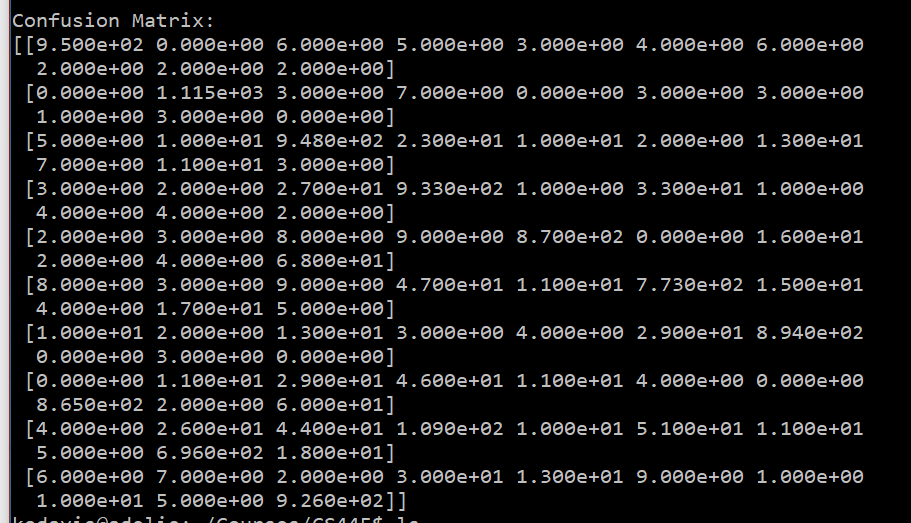 Confusion Matrix:
[[9.500e+02 0.000e+00 6.000e+00 5.000e+00 3.000e+00 4.000e+00 6.000e+00
2.000e+00 2.000e+00 2.000e+00]
[0.000e+00 1.115e+03 3.000e+00 7.000e+00 0.000e+00 3.000e+00 3.000e+00
1.000e+00 3.000e+00 0.000e+00]
[5.000e+00 1.000e+01 9.480e+02 2.300e+01 1.000e+01 2.000e+00 1.300e+01
7.000e+00 1.100e+01 3.000e+00]
[3.000e+00 2.000e+00 2.700e+01 9.330e+02 1.000e+00 3.300e+01 1.000e+00
4.000e+00 4.000e+00 2.000e+00]
[2.000e+00 3.000e+00 8.000e+00 9.000e+00 8.700e+02 0.000e+00 1.600e+01
2.000e+00 4.000e+00 6.800e+01]
[8.000e+00 3.000e+00 9.000e+00 4.700e+01 1.100e+01 7.730e+02 1.500e+01
4.000e+00 1.700e+01 5.000e+00]
[1.000e+01 2.000e+00 1.300e+01 3.000e+00 4.000e+00 2.900e+01 8.940e+02
0.000e+00 3.000e+00 0.000e+00]
[0.000e+00 1.100e+01 2.900e+01 4.600e+01 1.100e+01 4.000e+00 0.000e+00
8.650e+02 2.000e+00 6.000e+01]
[4.000e+00 2.600e+01 4.400e+01 1.090e+02 1.000e+01 5.100e+01 1.100e+01
5.000e+00 6.960e+02 1.800e+01]
[6.000e+00 7.000e+00 2.000e+00 3.000e+01 1.300e+01 9.000e+00 1.000e+00
1.000e+01 5.000e+00 9.260e+02]]